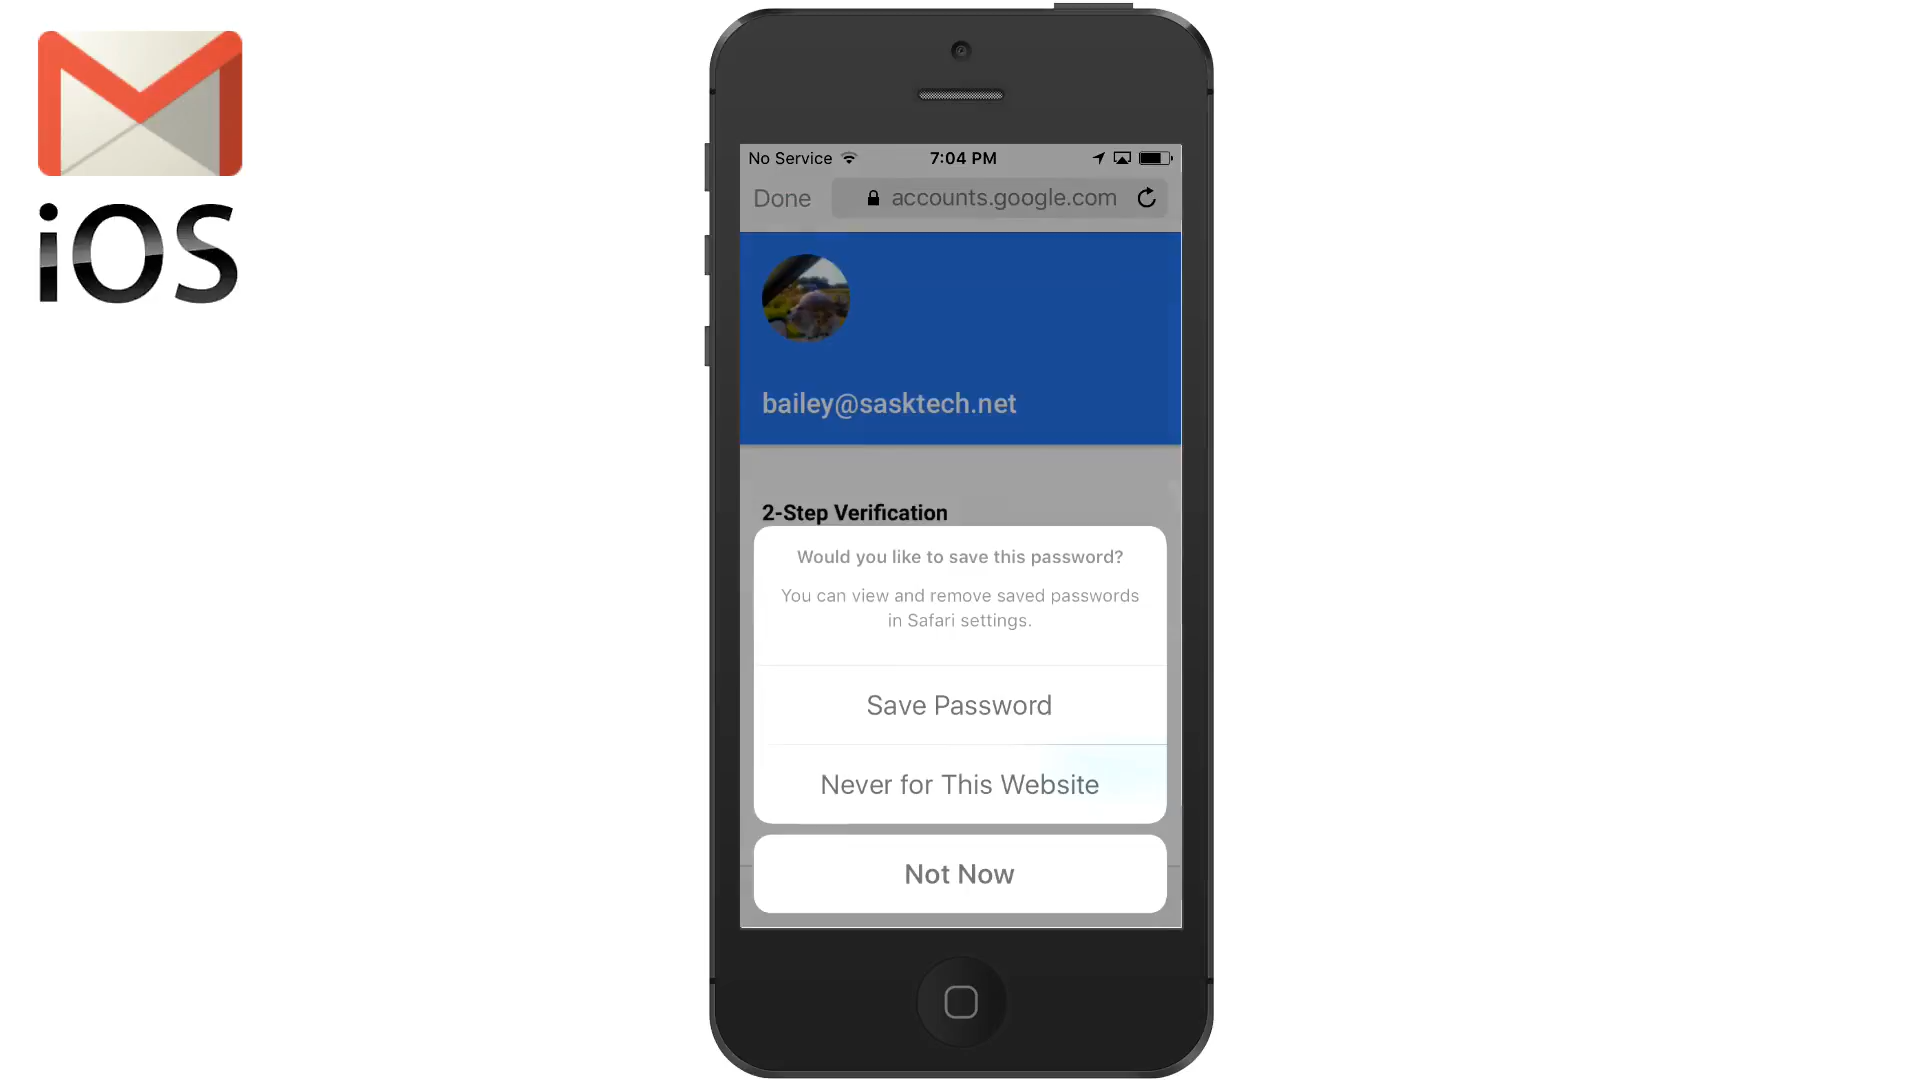 iOS
No Service 7:04 PM
Done accounts.google.com
bailey@sasktech.net
2-Step Verification
Would you like to save this password?
You can view and remove saved passwords
in Safari settings.
Save Password
Never for This Website
Not Now